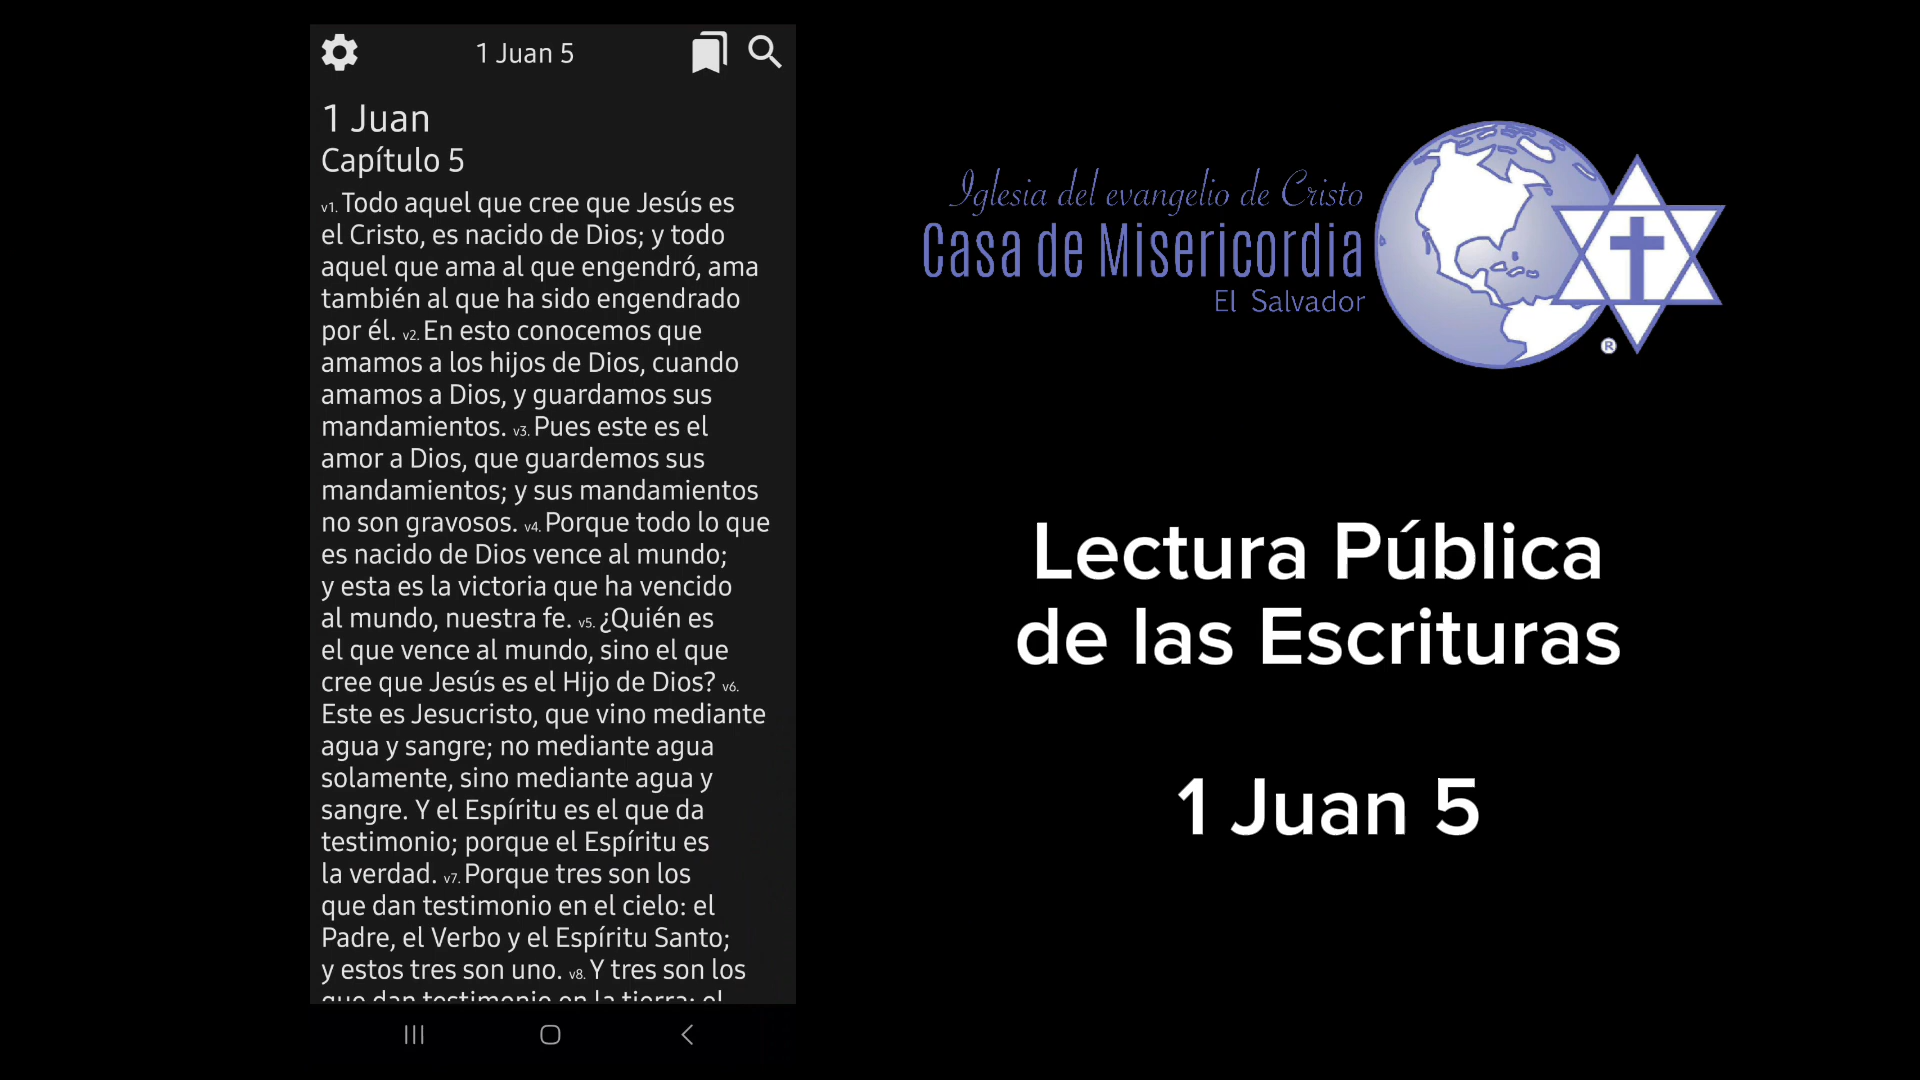 1 Juan 5
1 Juan
Capítulo 5
v1. Todo aquel que cree que Jesús es
el Cristo, es nacido de Dios; y todo
aquel que ama al que engendró, ama
también al que ha sido engendrado
por él. v2. En esto conocemos que
amamos a los hijos de Dios, cuando
amamos a Dios, y guardamos sus
mandamientos. v3. Pues este es el
amor a Dios, que guardemos sus
mandamientos; y sus mandamientos
no son gravosos. v4. Porque todo lo que
es nacido de Dios vence al mundo;
y esta es la victoria que ha vencido
al mundo, nuestra fe. v5. ¿Quién es
el que vence al mundo, sino el que
cree que Jesús es el Hijo de Dios? v6.
Este es Jesucristo, que vino mediante
agua y sangre; no mediante agua
solamente, sino mediante agua y
sangre. Y el Espíritu es el que da
testimonio; porque el Espíritu es
la verdad. v7. Porque tres son los
que dan testimonio en el cielo: el
Padre, el Verbo y el Espíritu Santo;
y estos tres son uno. v8. Y tres son los
que dan testimonio en la tierra: el
Iglesia del evangelio de Cristo
Casa de Misericordia
El Salvador
®
Lectura Pública
de las Escrituras
1 Juan 5